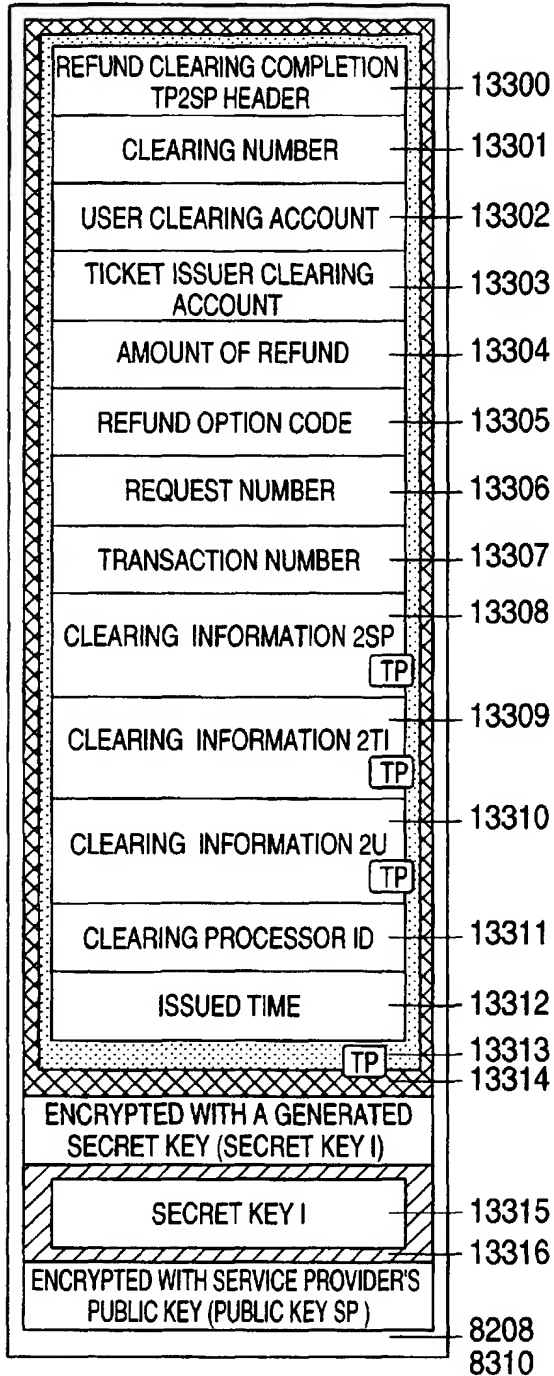 REFUND CLEARING COMPLETION
TP2SP HEADER
13300
CLEARING NUMBER
13301
USER CLEARING ACCOUNT
13302
TICKET ISSUER CLEARING
ACCOUNT
13303
AMOUNT OF REFUND
13304
REFUND OPTION CODE
13305
REQUEST NUMBER
13306
TRANSACTION NUMBER
13307
CLEARING INFORMATION 2SP
TP
13308
CLEARING INFORMATION 2TI
TP
13309
CLEARING INFORMATION 2U
TP
13310
CLEARING PROCESSOR ID
13311
ISSUED TIME
13312
TP
13313
13314
ENCRYPTED WITH A GENERATED
SECRET KEY (SECRET KEY I)
SECRET KEY I
13315
13316
ENCRYPTED WITH SERVICE PROVIDER'S
PUBLIC KEY (PUBLIC KEY SP )
8208
8310